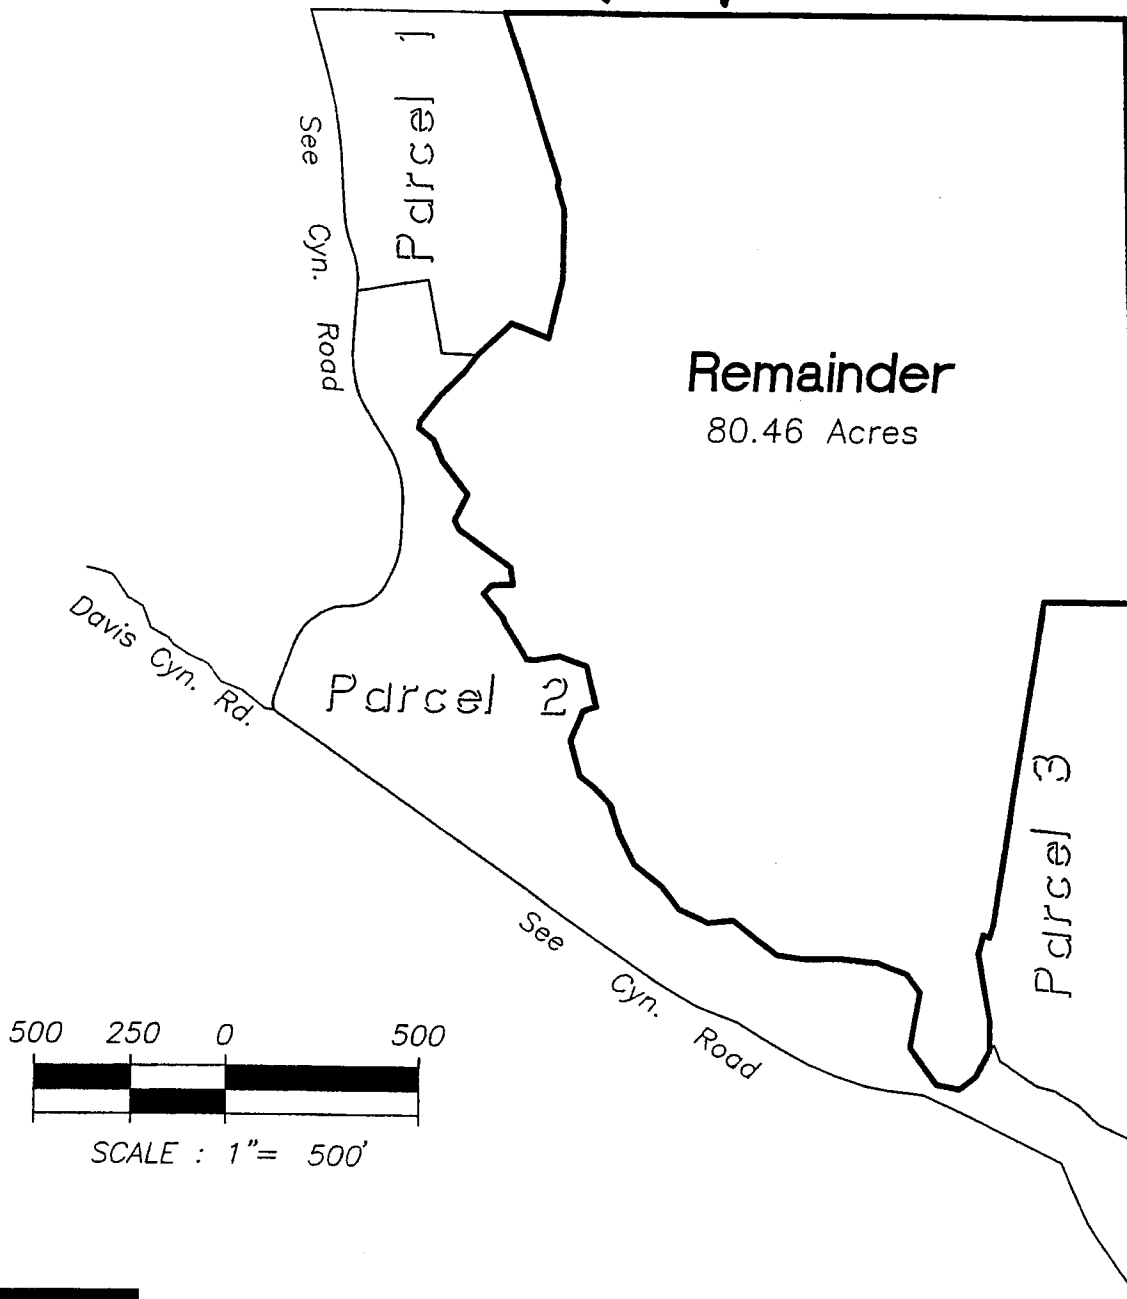 Parcel 1
See Cyn. Road
Remainder
80.46 Acres
Davis Cyn. Rd.
Parcel 2
Parcel 3
See Cyn. Road
500 250 0 500
SCALE : 1"= 500'